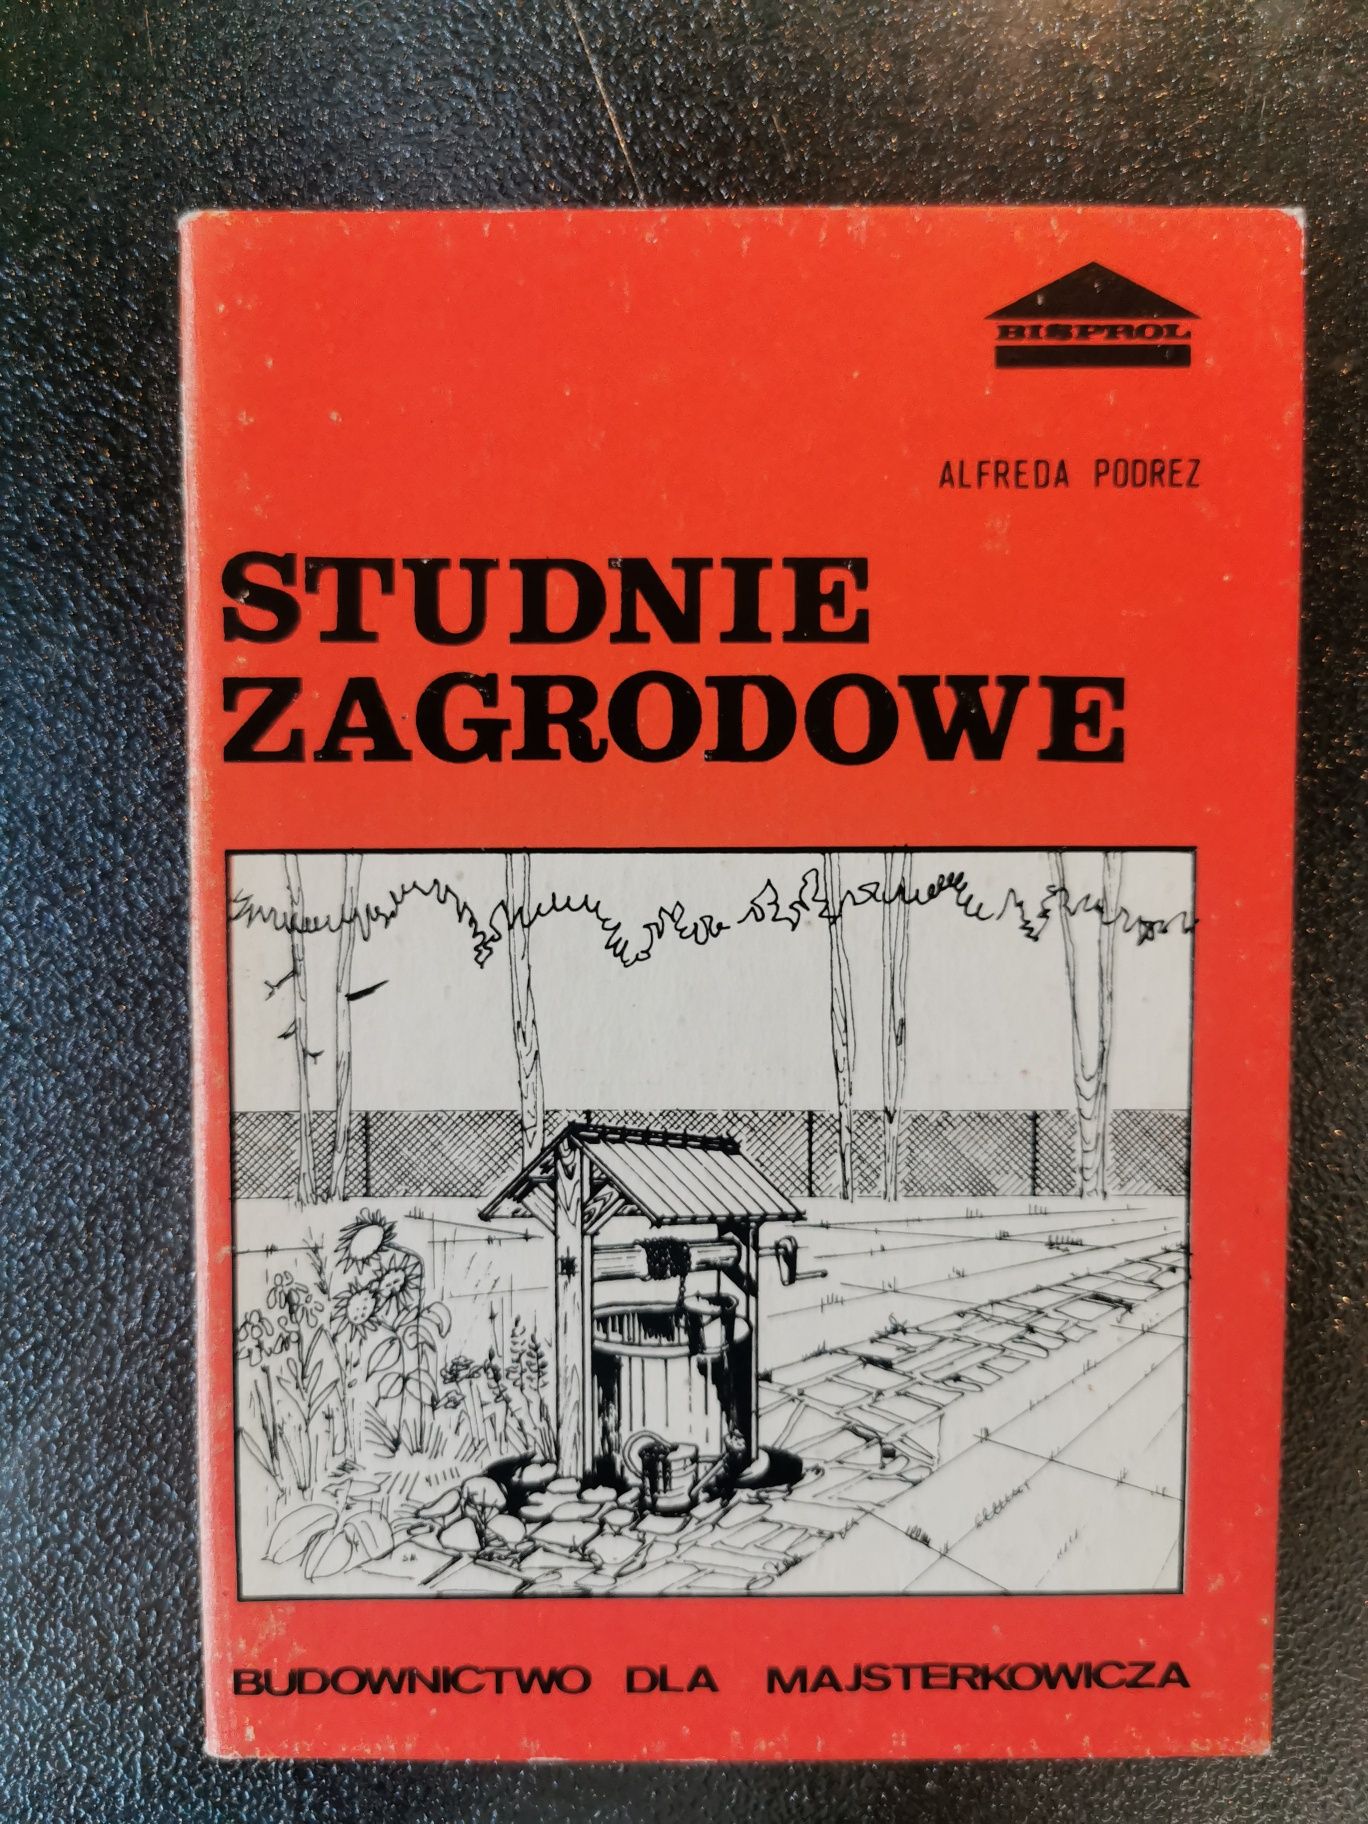 BISPROL
ALFREDA PODREZ
STUDNIE
ZAGRODOWE
BUDOWNICTWO DLA MAJSTERKOWICZA